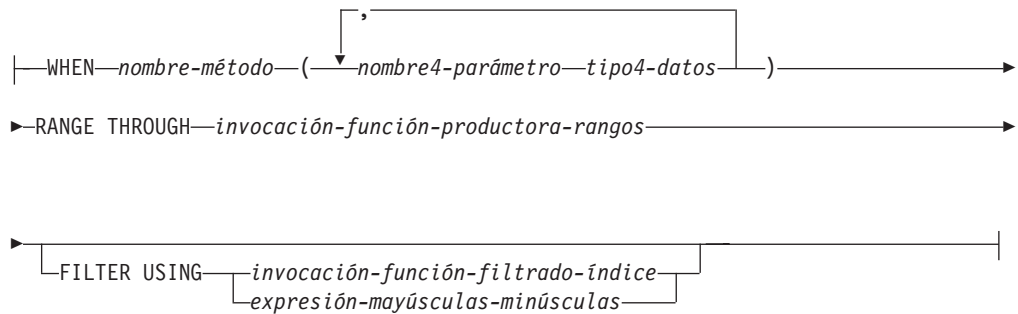 ,
WHEN nombre-método ( nombre4-parámetro tipo4-datos )
RANGE THROUGH invocación-función-productora-rangos
FILTER USING invocación-función-filtrado-índice
expresión-mayúsculas-minúsculas